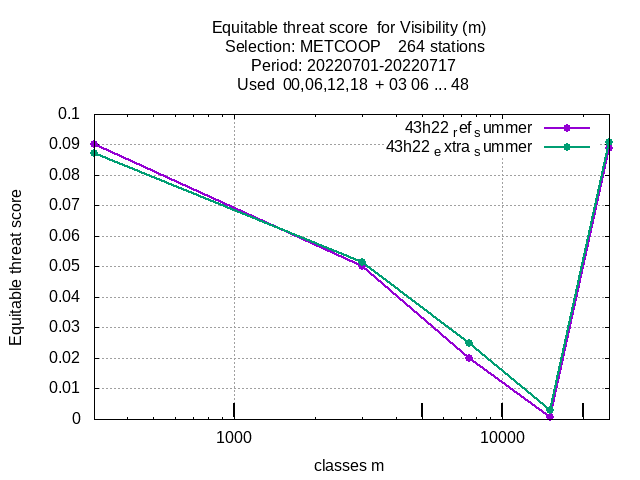 Equitable threat score  for Visibility (m)
Selection: METCOOP    264 stations
Period: 20220701-20220717
Used  00,06,12,18  + 03 06 ... 48
43h22 ref summer
43h22 extra summer
0.1
0.09
0.08
0.07
0.06
0.05
0.04
0.03
0.02
0.01
0
Equitable threat score
1000 10000
classes m